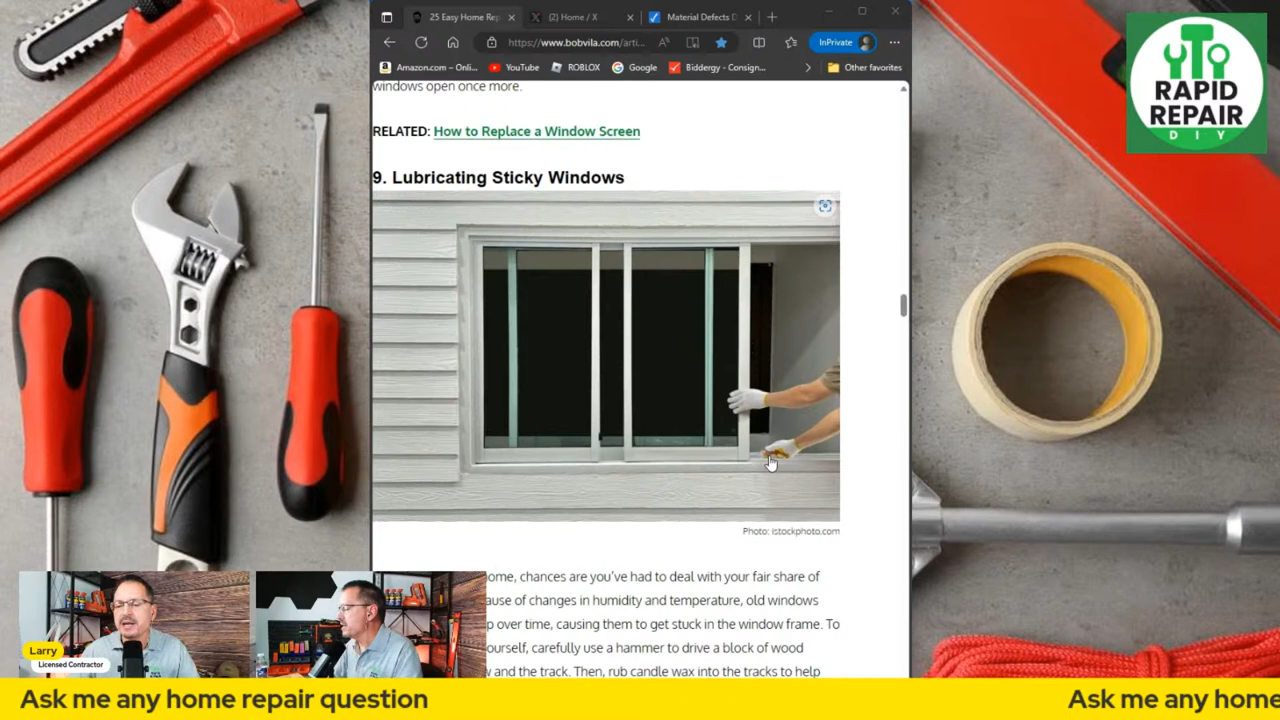 25 Easy Home Rep
(2) Home / X
Material Defects D
https://www.bobvila.com/arti...
InPrivate
Amazon.com – Onli...
YouTube
ROBLOX
Google
Biddergy - Consign...
Other favorites
windows open once more.
RELATED: How to Replace a Window Screen
9. Lubricating Sticky Windows
Photo: istockphoto.com
ome, chances are you've had to deal with your fair share of
ause of changes in humidity and temperature, old windows
p over time, causing them to get stuck in the window frame. To
ourself, carefully use a hammer to drive a block of wood
and the track. Then, rub candle wax into the tracks to help
RAPID
REPAIR
DIY
Larry
Licensed Contractor
Ask me any home repair question
Ask me any home